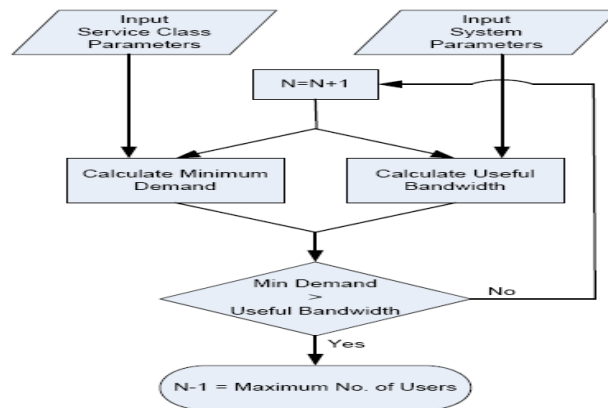 Input
Service Class
Parameters
Input
System
Parameters
N=N+1
Calculate Minimum
Demand
Calculate Useful
Bandwidth
Min Demand
>
Useful Bandwidth
No
Yes
N-1 = Maximum No. of Users